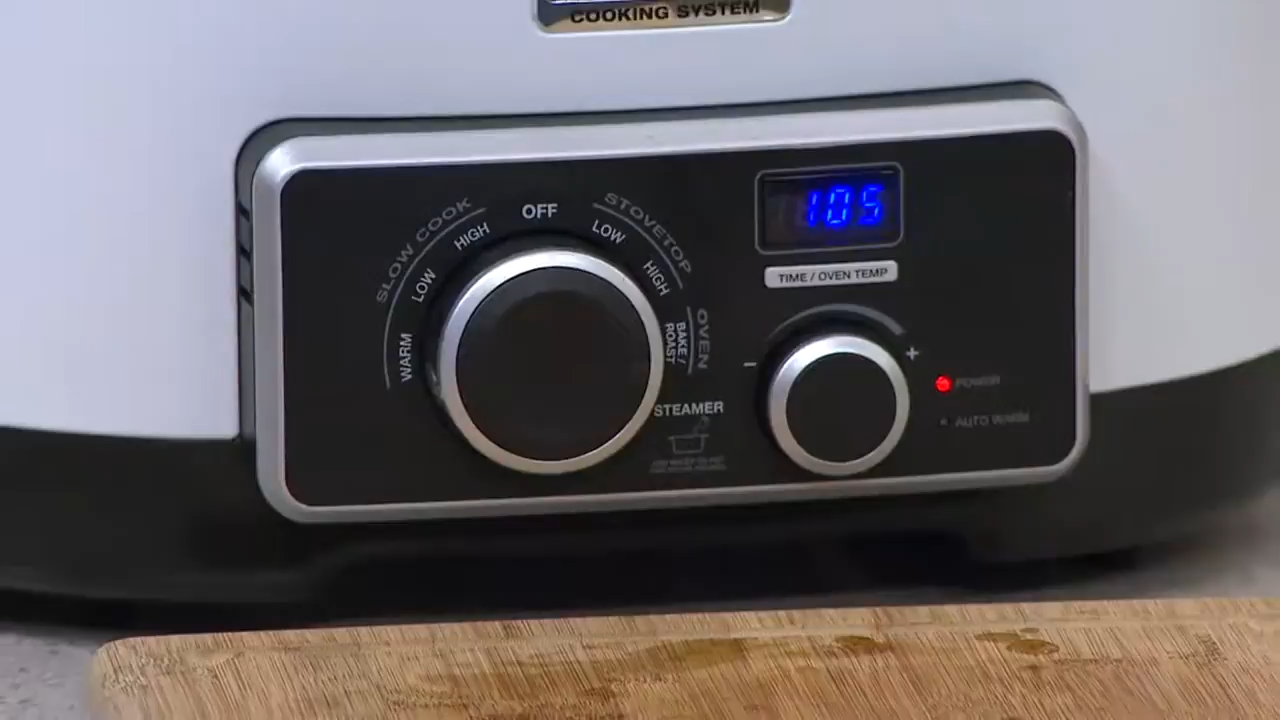 COOKING SYSTEM
SLOW COOK
OFF
STOVETOP
HIGH
LOW
LOW
HIGH
WARM
OVEN
BAKE /
ROAST
STEAMER
105
TIME / OVEN TEMP
–
+
POWER
AUTO WARM